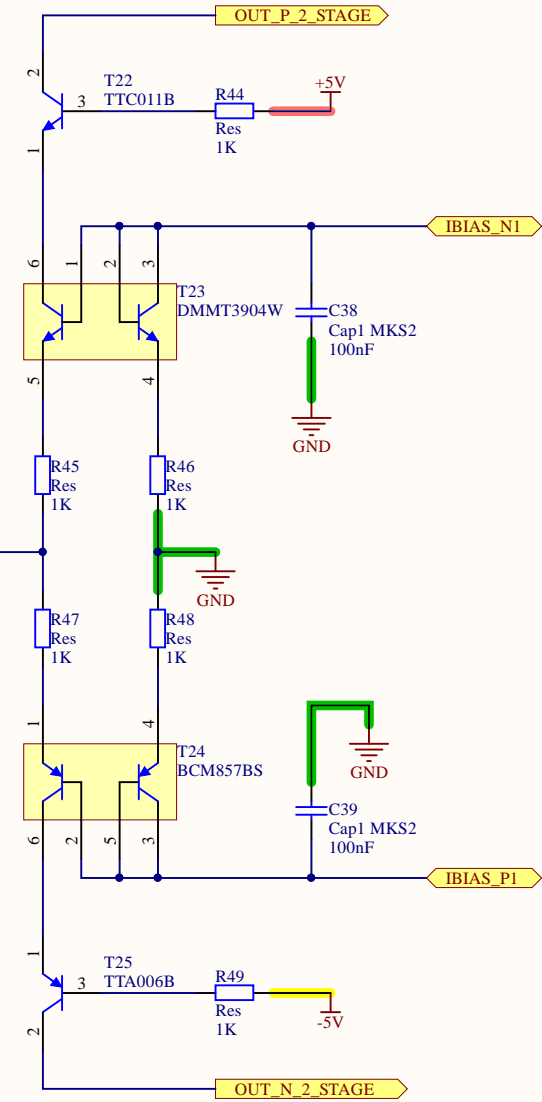 OUT_P_2_STAGE
2
T22
TTC011B
3
R44
Res
1K
+5V
1
IBIAS_N1
6
1
2
3
T23
DMMT3904W
C38
Cap1 MKS2
100nF
5
4
GND
R45
Res
1K
R46
Res
1K
GND
R47
Res
1K
R48
Res
1K
1
4
T24
BCM857BS
GND
C39
Cap1 MKS2
100nF
6
2
5
3
IBIAS_P1
1
T25
TTA006B
3
R49
Res
1K
-5V
2
OUT_N_2_STAGE